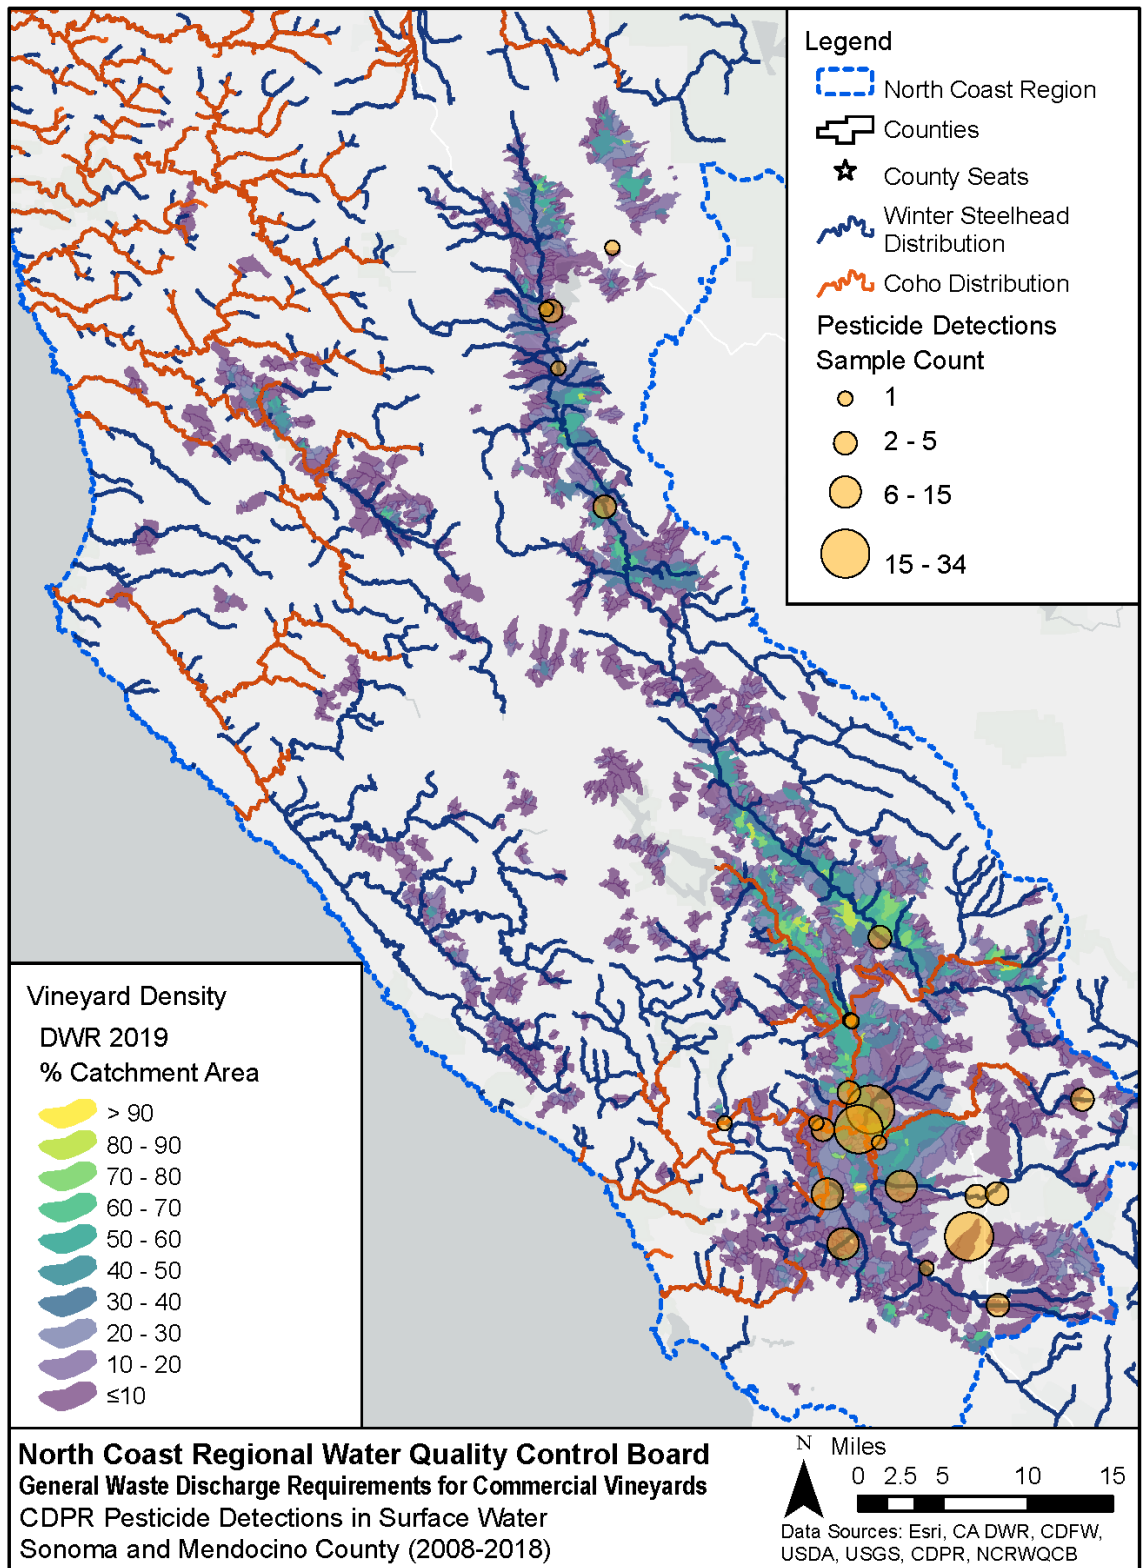 Legend
North Coast Region
Counties
County Seats
Winter Steelhead
Distribution
Coho Distribution
Pesticide Detections
Sample Count
1
2 - 5
6 - 15
15 - 34
Vineyard Density
DWR 2019
% Catchment Area
> 90
80 - 90
70 - 80
60 - 70
50 - 60
40 - 50
30 - 40
20 - 30
10 - 20
≤10
North Coast Regional Water Quality Control Board
General Waste Discharge Requirements for Commercial Vineyards
CDPR Pesticide Detections in Surface Water
Sonoma and Mendocino County (2008-2018)
N
Miles
0 2.5 5 10 15
Data Sources: Esri, CA DWR, CDFW,
USDA, USGS, CDPR, NCRWQCB